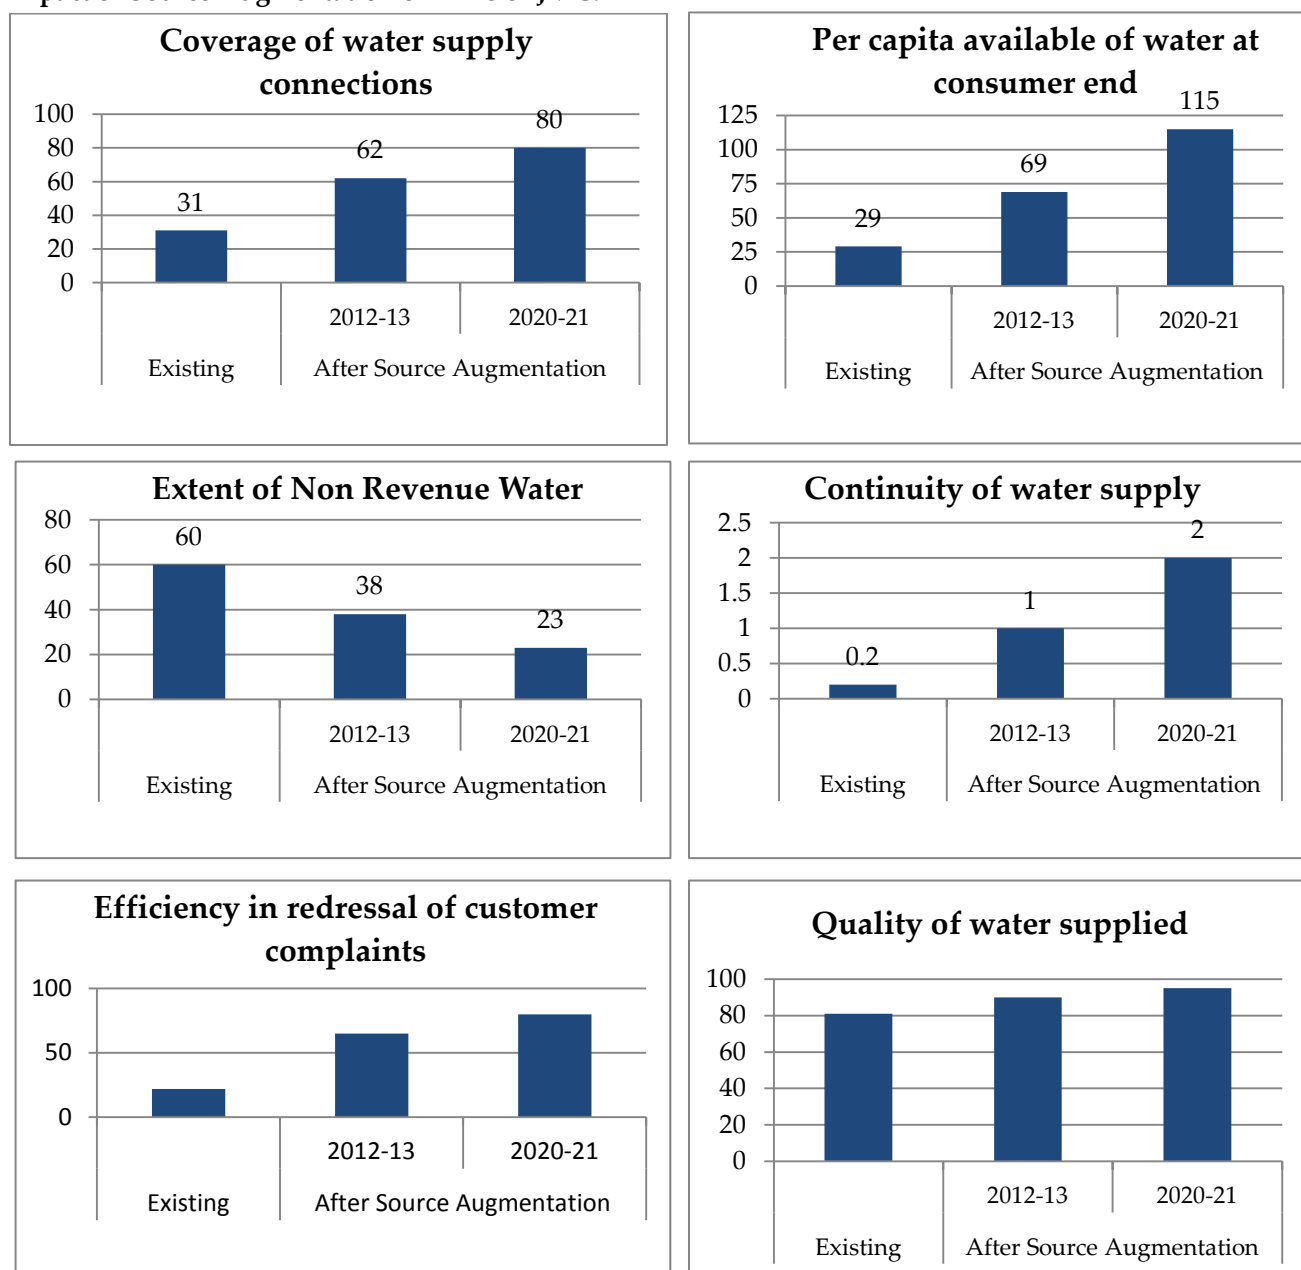 Coverage of water supply
connections
100
80
60
40
20
0
31
62
80
2012-13
2020-21
Existing
After Source Augmentation
Per capita available of water at
consumer end
125
100
75
50
25
0
29
69
115
2012-13
2020-21
Existing
After Source Augmentation
Extent of Non Revenue Water
80
60
40
20
0
60
38
23
2012-13
2020-21
Existing
After Source Augmentation
Continuity of water supply
2.5
2
1.5
1
0.5
0
0.2
1
2
2012-13
2020-21
Existing
After Source Augmentation
Efficiency in redressal of customer
complaints
100
50
0
2012-13
2020-21
Existing
After Source Augmentation
Quality of water supplied
100
80
60
40
20
0
2012-13
2020-21
Existing
After Source Augmentation